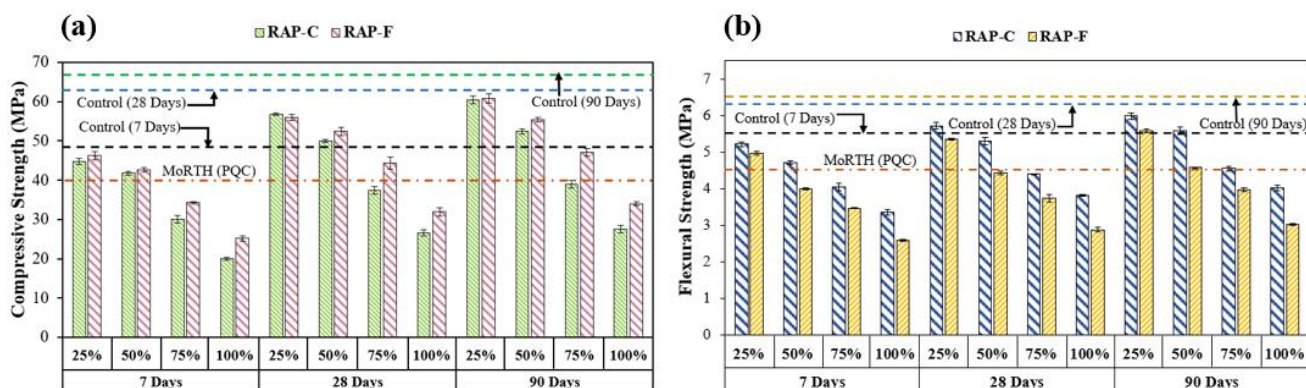 (a)
RAP-C RAP-F
Compressive Strength (MPa)
70
60
50
40
30
20
10
0
Control (28 Days)
Control (90 Days)
Control (7 Days)
MoRTH (PQC)
25% 50% 75% 100% 25% 50% 75% 100% 25% 50% 75% 100%
7 Days 28 Days 90 Days
(b)
RAP-C RAP-F
Flexural Strength (MPa)
7
6
5
4
3
2
1
0
Control (7 Days)
Control (28 Days)
Control (90 Days)
MoRTH (PQC)
25% 50% 75% 100% 25% 50% 75% 100% 25% 50% 75% 100%
7 Days 28 Days 90 Days